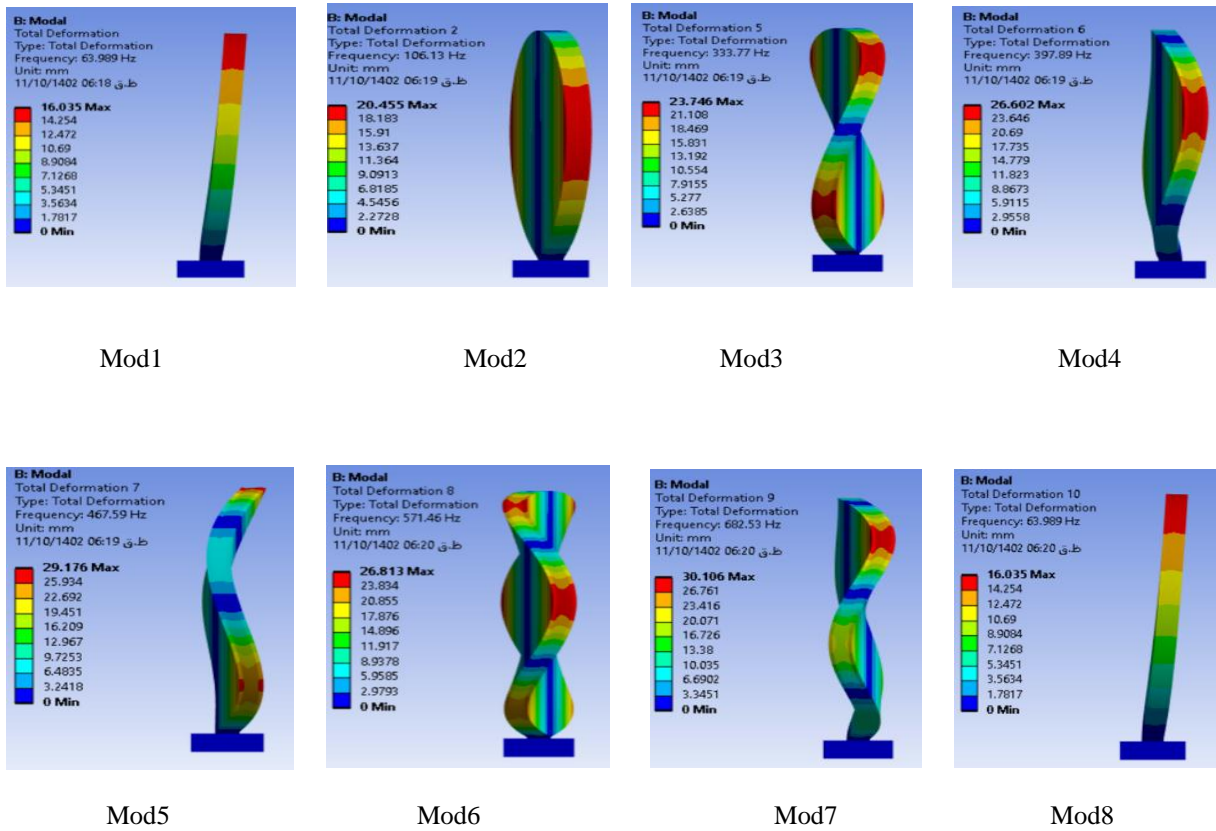 B: Modal
Total Deformation
Type: Total Deformation
Frequency: 63.989 Hz
Unit: mm
11/10/1402 06:18 ظ.ق
16.035 Max
14.254
12.472
10.69
8.9084
7.1268
5.3451
3.5634
1.7817
0 Min
Mod1
B: Modal
Total Deformation 2
Type: Total Deformation
Frequency: 106.13 Hz
Unit: mm
11/10/1402 06:19 ظ.ق
20.455 Max
18.183
15.91
13.637
11.364
9.0913
6.8185
4.5456
2.2728
0 Min
Mod2
B: Modal
Total Deformation 5
Type: Total Deformation
Frequency: 333.77 Hz
Unit: mm
11/10/1402 06:19 ظ.ق
23.746 Max
21.108
18.469
15.831
13.192
10.554
7.9155
5.277
2.6385
0 Min
Mod3
B: Modal
Total Deformation 6
Type: Total Deformation
Frequency: 397.89 Hz
Unit: mm
11/10/1402 06:19 ظ.ق
26.602 Max
23.646
20.69
17.735
14.779
11.823
8.8673
5.9115
2.9558
0 Min
Mod4
B: Modal
Total Deformation 7
Type: Total Deformation
Frequency: 467.59 Hz
Unit: mm
11/10/1402 06:19 ظ.ق
29.176 Max
25.934
22.692
19.451
16.209
12.967
9.7253
6.4835
3.2418
0 Min
Mod5
B: Modal
Total Deformation 8
Type: Total Deformation
Frequency: 571.46 Hz
Unit: mm
11/10/1402 06:20 ظ.ق
26.813 Max
23.834
20.855
17.876
14.896
11.917
8.9378
5.9585
2.9793
0 Min
Mod6
B: Modal
Total Deformation 9
Type: Total Deformation
Frequency: 682.53 Hz
Unit: mm
11/10/1402 06:20 ظ.ق
30.106 Max
26.761
23.416
20.071
16.726
13.38
10.035
6.6902
3.3451
0 Min
Mod7
B: Modal
Total Deformation 10
Type: Total Deformation
Frequency: 63.989 Hz
Unit: mm
11/10/1402 06:20 ظ.ق
16.035 Max
14.254
12.472
10.69
8.9084
7.1268
5.3451
3.5634
1.7817
0 Min
Mod8